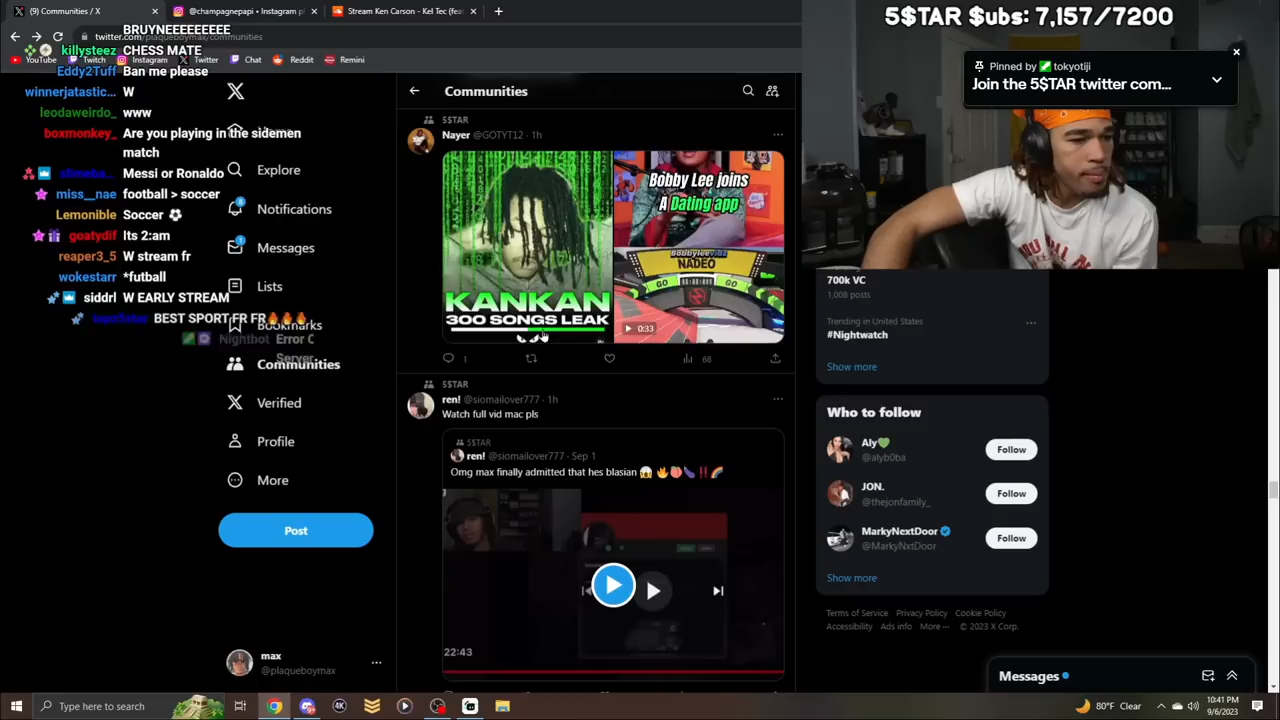 (9) Communities / X
@champagnepapi • Instagram p
Stream Ken Carson - Kel Tec (fea
twitter.com/plaqueboymax/communities
YouTube
Twitch
Instagram
Twitter
Chat
Reddit
Remini
BRUYNEEEEEEEEE
killysteez CHESS MATE
Eddy2Tuff Ban me please
winnerjatastic... W
leodaweirdo_ www
boxmonkey_ Are you playing in the sidemen
match
Messi or Ronaldo
miss__nae football > soccer
Lemonible Soccer ⚽
goatydif Its 2:am
reaper3_5 W stream fr
wokestarr *futball
siddrl W EARLY STREAM
BEST SPORT FR FR🔥🔥🔥
Nightbot Error C
Server
Explore
Notifications
Messages
Lists
Bookmarks
Communities
Verified
Profile
More
Post
max
@plaqueboymax
Communities
5$TAR
Nayer @GOTYT12 · 1h
KANKAN
300 SONGS LEAK
Bobby Lee joins
A Dating app
NADEO
GO
GO
0:33
1
68
5$TAR
ren! @siomailover777 · 1h
Watch full vid mac pls
5$TAR
ren! @siomailover777 · Sep 1
Omg max finally admitted that hes blasian 😱🔥🍑🍆‼️🌈
22:43
5$TAR $ubs: 7,157/7200
Pinned by tokyotiji
Join the 5$TAR twitter com...
700k VC
1,008 posts
Trending in United States
#Nightwatch
Show more
Who to follow
Aly💚
@alyb0ba
Follow
JON.
@thejonfamily_
Follow
MarkyNextDoor
@MarkyNxtDoor
Follow
Show more
Terms of Service Privacy Policy Cookie Policy
Accessibility Ads info More ··· © 2023 X Corp.
Messages
Type here to search
80°F Clear
10:41 PM
9/6/2023